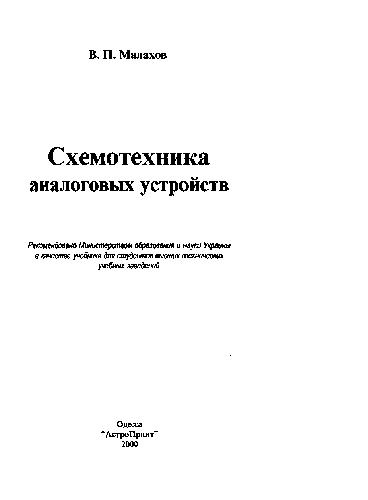 В. П. Малахов
Схемотехника
аналоговых устройств
Рекомендовано Министерством образования и науки Украины
в качестве учебника для студентов высших технических
учебных заведений
Одесса
"АстроПринт"
2000